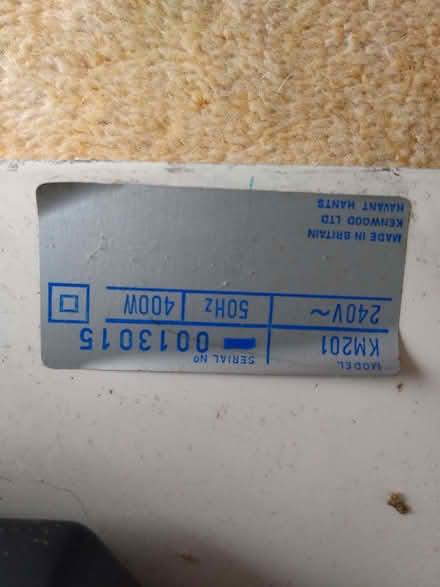 MODEL KM201 SERIAL Nº 0013015
240V~ 50Hz 400W
MADE IN BRITAIN
KENWOOD LTD
HAVANT HANTS